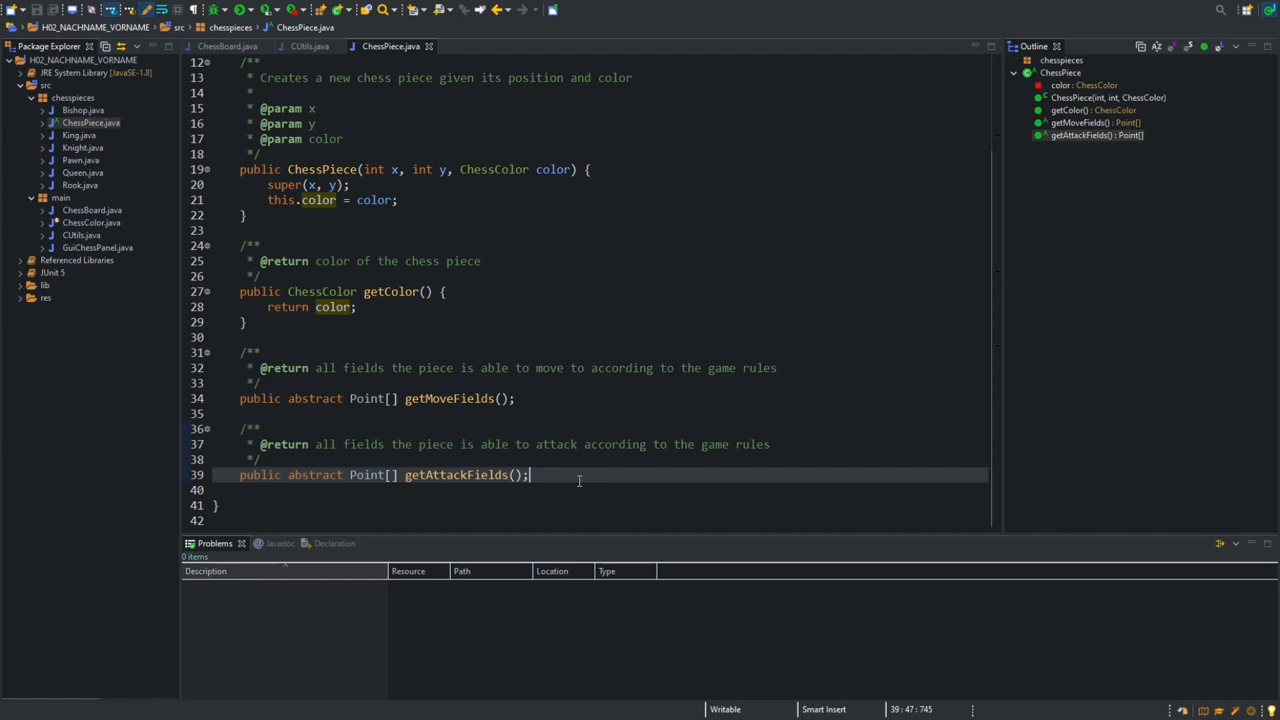 H02_NACHNAME_VORNAME
src
chesspieces
ChessPiece.java
Package Explorer
ChessBoard.java
CUtils.java
ChessPiece.java
Outline
H02_NACHNAME_VORNAME
JRE System Library [JavaSE-1.8]
src
chesspieces
Bishop.java
ChessPiece.java
King.java
Knight.java
Pawn.java
Queen.java
Rook.java
main
ChessBoard.java
ChessColor.java
CUtils.java
GuiChessPanel.java
Referenced Libraries
JUnit 5
lib
res
12 /**
13 * Creates a new chess piece given its position and color
14 *
15 * @param x
16 * @param y
17 * @param color
18 */
19 public ChessPiece(int x, int y, ChessColor color) {
20 super(x, y);
21 this.color = color;
22 }
23
24 /**
25 * @return color of the chess piece
26 */
27 public ChessColor getColor() {
28 return color;
29 }
30
31 /**
32 * @return all fields the piece is able to move to according to the game rules
33 */
34 public abstract Point[] getMoveFields();
35
36 /**
37 * @return all fields the piece is able to attack according to the game rules
38 */
39 public abstract Point[] getAttackFields();
40
41 }
42
chesspieces
ChessPiece
color : ChessColor
ChessPiece(int, int, ChessColor)
getColor() : ChessColor
getMoveFields() : Point[]
getAttackFields() : Point[]
Problems
Javadoc
Declaration
0 items
Description Resource Path Location Type
Writable Smart Insert 39 : 47 : 745